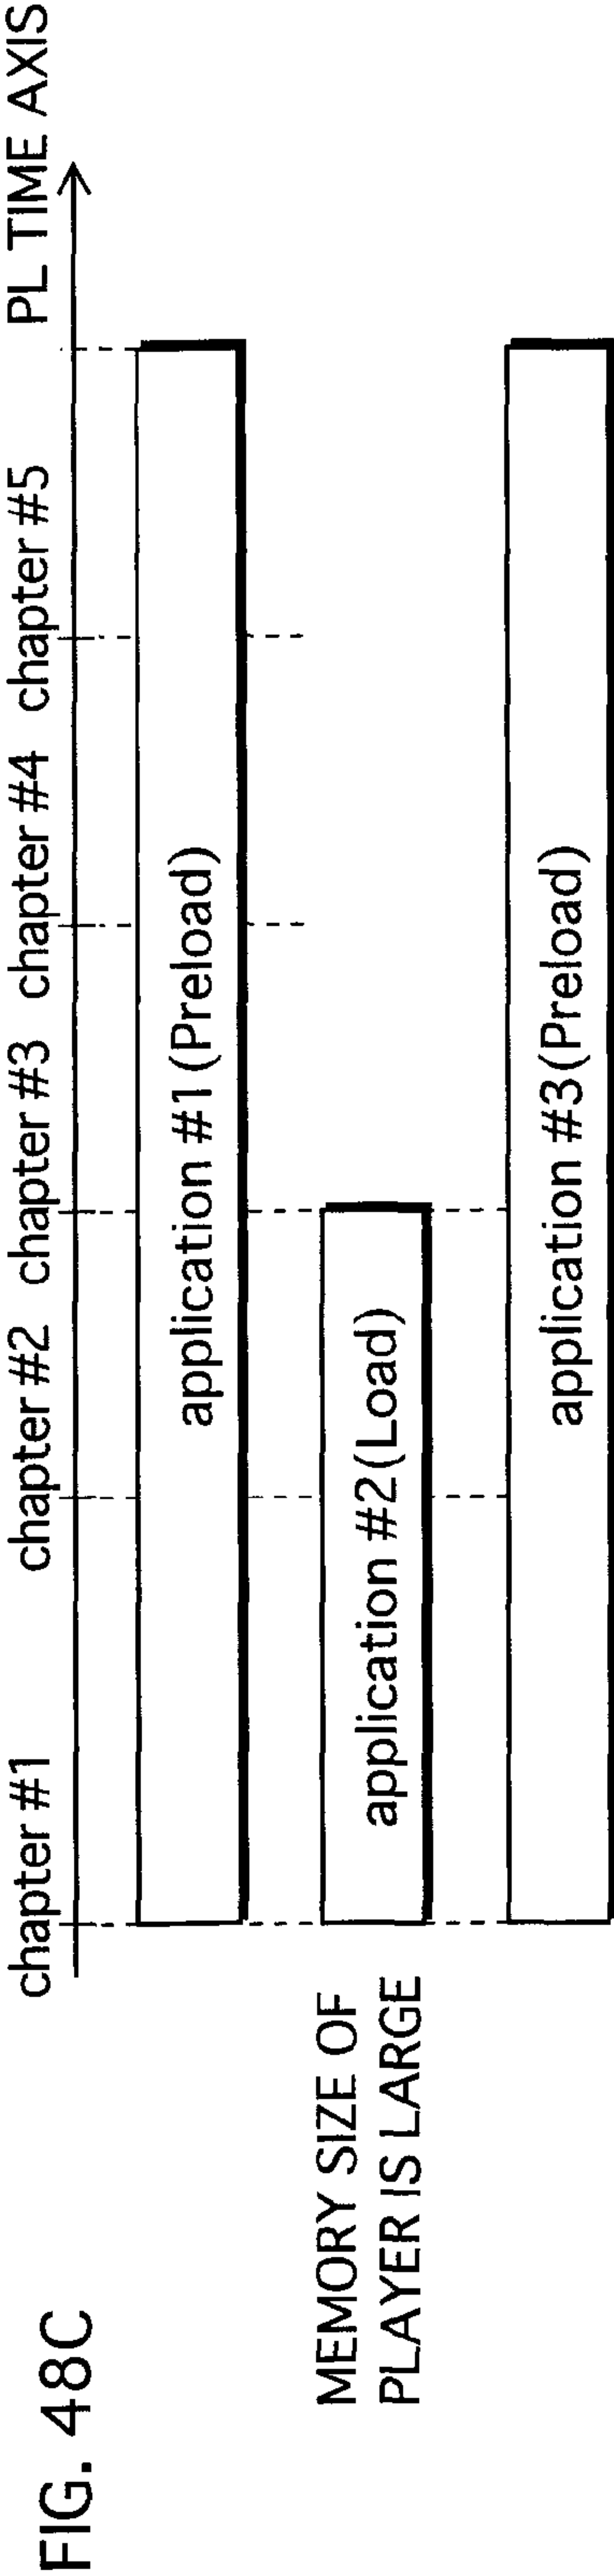 FIG. 48C
chapter #1 chapter #2 chapter #3 chapter #4 chapter #5 PL TIME AXIS
application #1(Preload)
MEMORY SIZE OF
PLAYER IS LARGE
application #2(Load)
application #3(Preload)